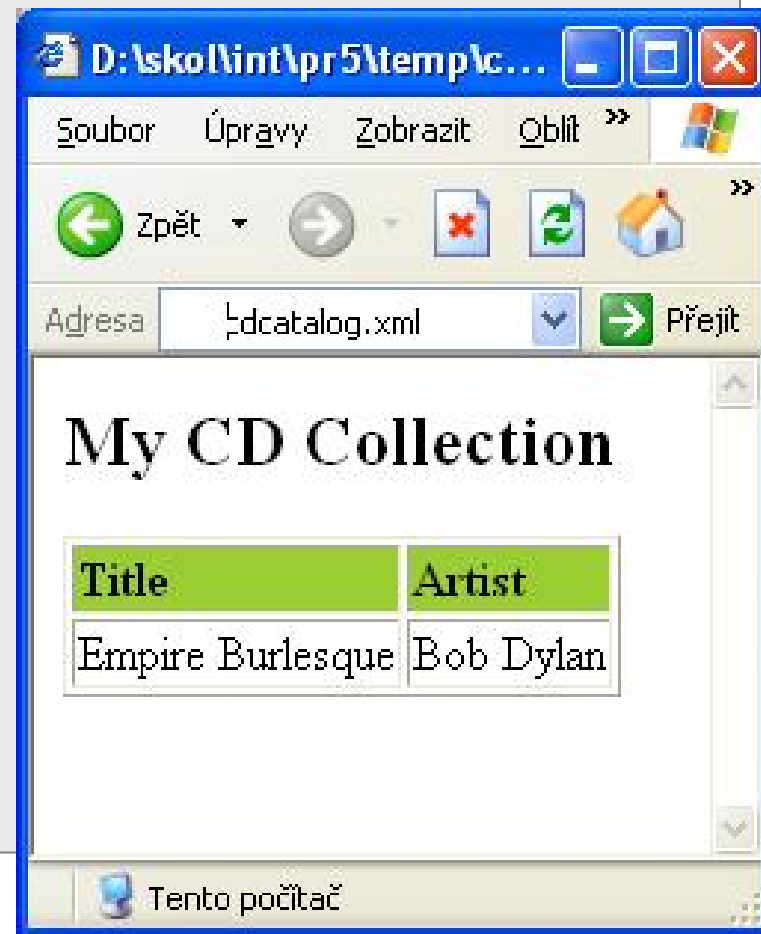 D:\skol\int\pr5\temp\c...
Soubor Úpravy Zobrazit Oblít »
Zpět »
Adresa cdcatalog.xml Přejít
My CD Collection
Title Artist
Empire Burlesque Bob Dylan
Tento počítač